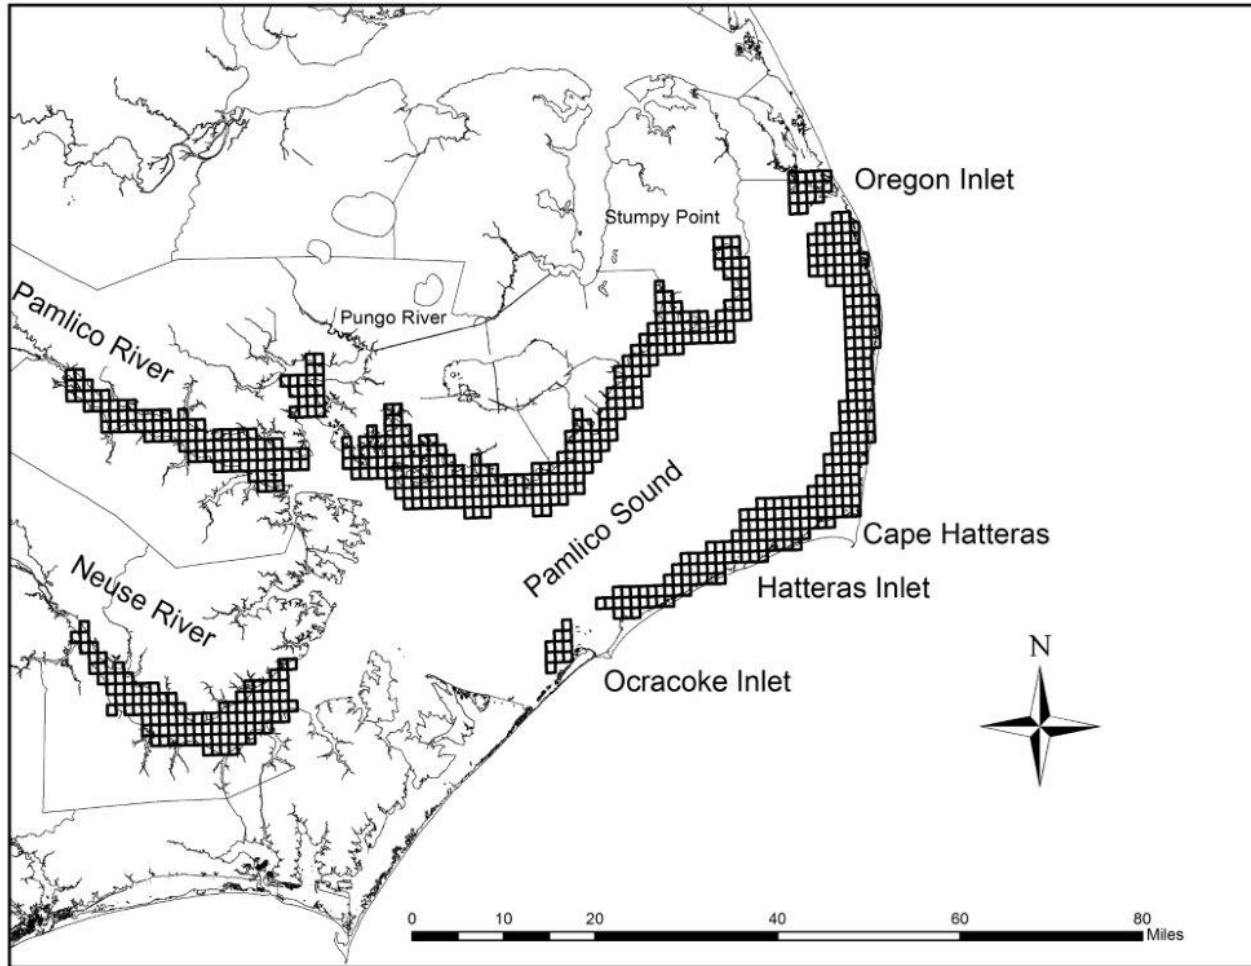 Oregon Inlet
Stumpy Point
Pamlico River
Pungo River
Pamlico Sound
Cape Hatteras
Neuse River
Hatteras Inlet
Ocracoke Inlet
N
0 10 20 40 60 80
Miles